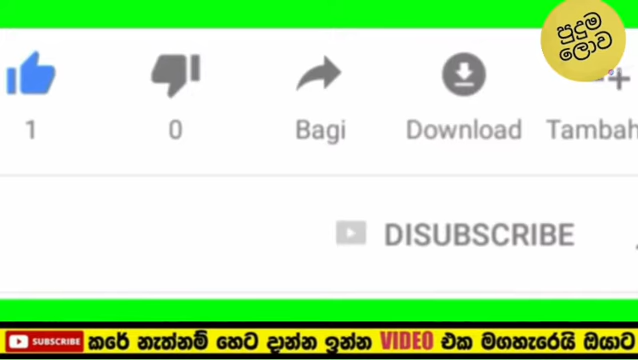 පුදුම
ලොව
1
0
Bagi
Download
Tambah
DISUBSCRIBE
SUBSCRIBE කරේ නැත්නම් හෙට දාන්න ඉන්න VIDEO එක මගහැරෙයි ඔයාට